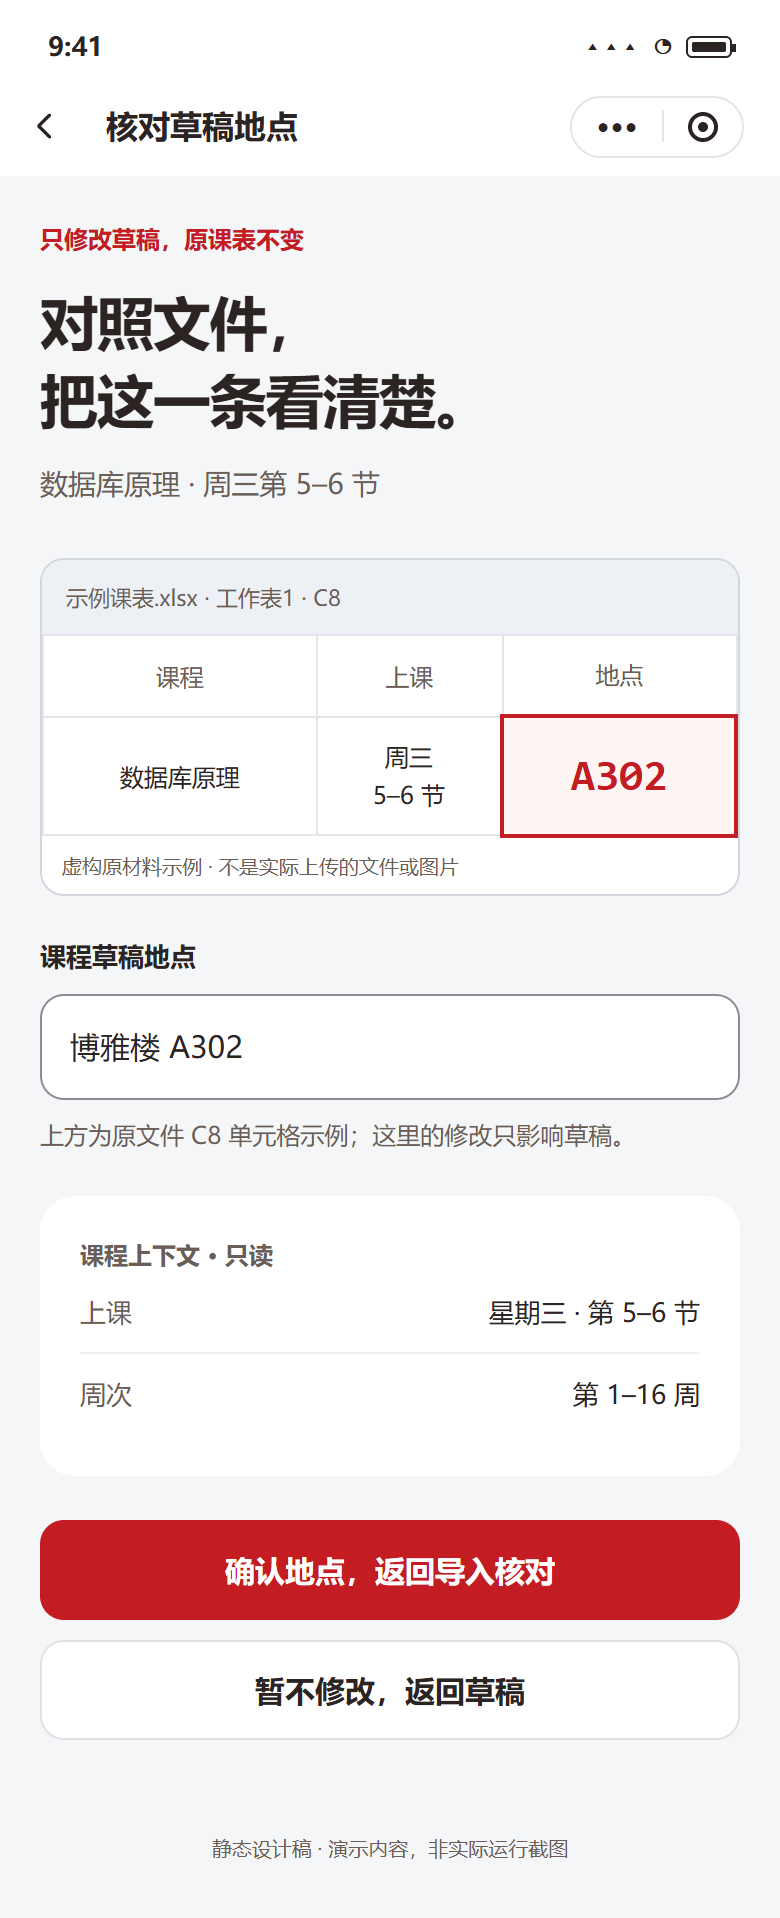 9:41
核对草稿地点
只修改草稿，原课表不变
对照文件，
把这一条看清楚。
数据库原理 · 周三第 5–6 节
示例课表.xlsx · 工作表1 · C8
课程 上课 地点
数据库原理 周三 5–6 节 A302
虚构原材料示例 · 不是实际上传的文件或图片
课程草稿地点
博雅楼 A302
上方为原文件 C8 单元格示例；这里的修改只影响草稿。
课程上下文 • 只读
上课 星期三 · 第 5–6 节
周次 第 1–16 周
确认地点，返回导入核对
暂不修改，返回草稿
静态设计稿 · 演示内容，非实际运行截图